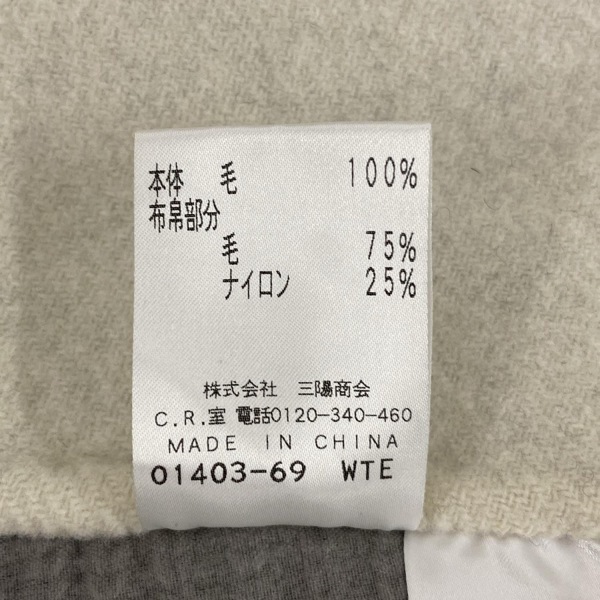 本体 毛 100%
布帛部分
毛 75%
ナイロン 25%
株式会社 三陽商会
C.R.室 電話0120-340-460
MADE IN CHINA
01403-69 WTE